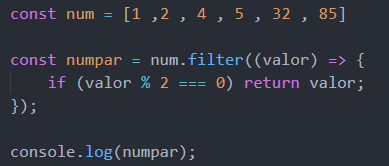 const num = [1 ,2 , 4 , 5 , 32 , 85]
const numpar = num.filter((valor) => {
if (valor % 2 === 0) return valor;
});
console.log(numpar);